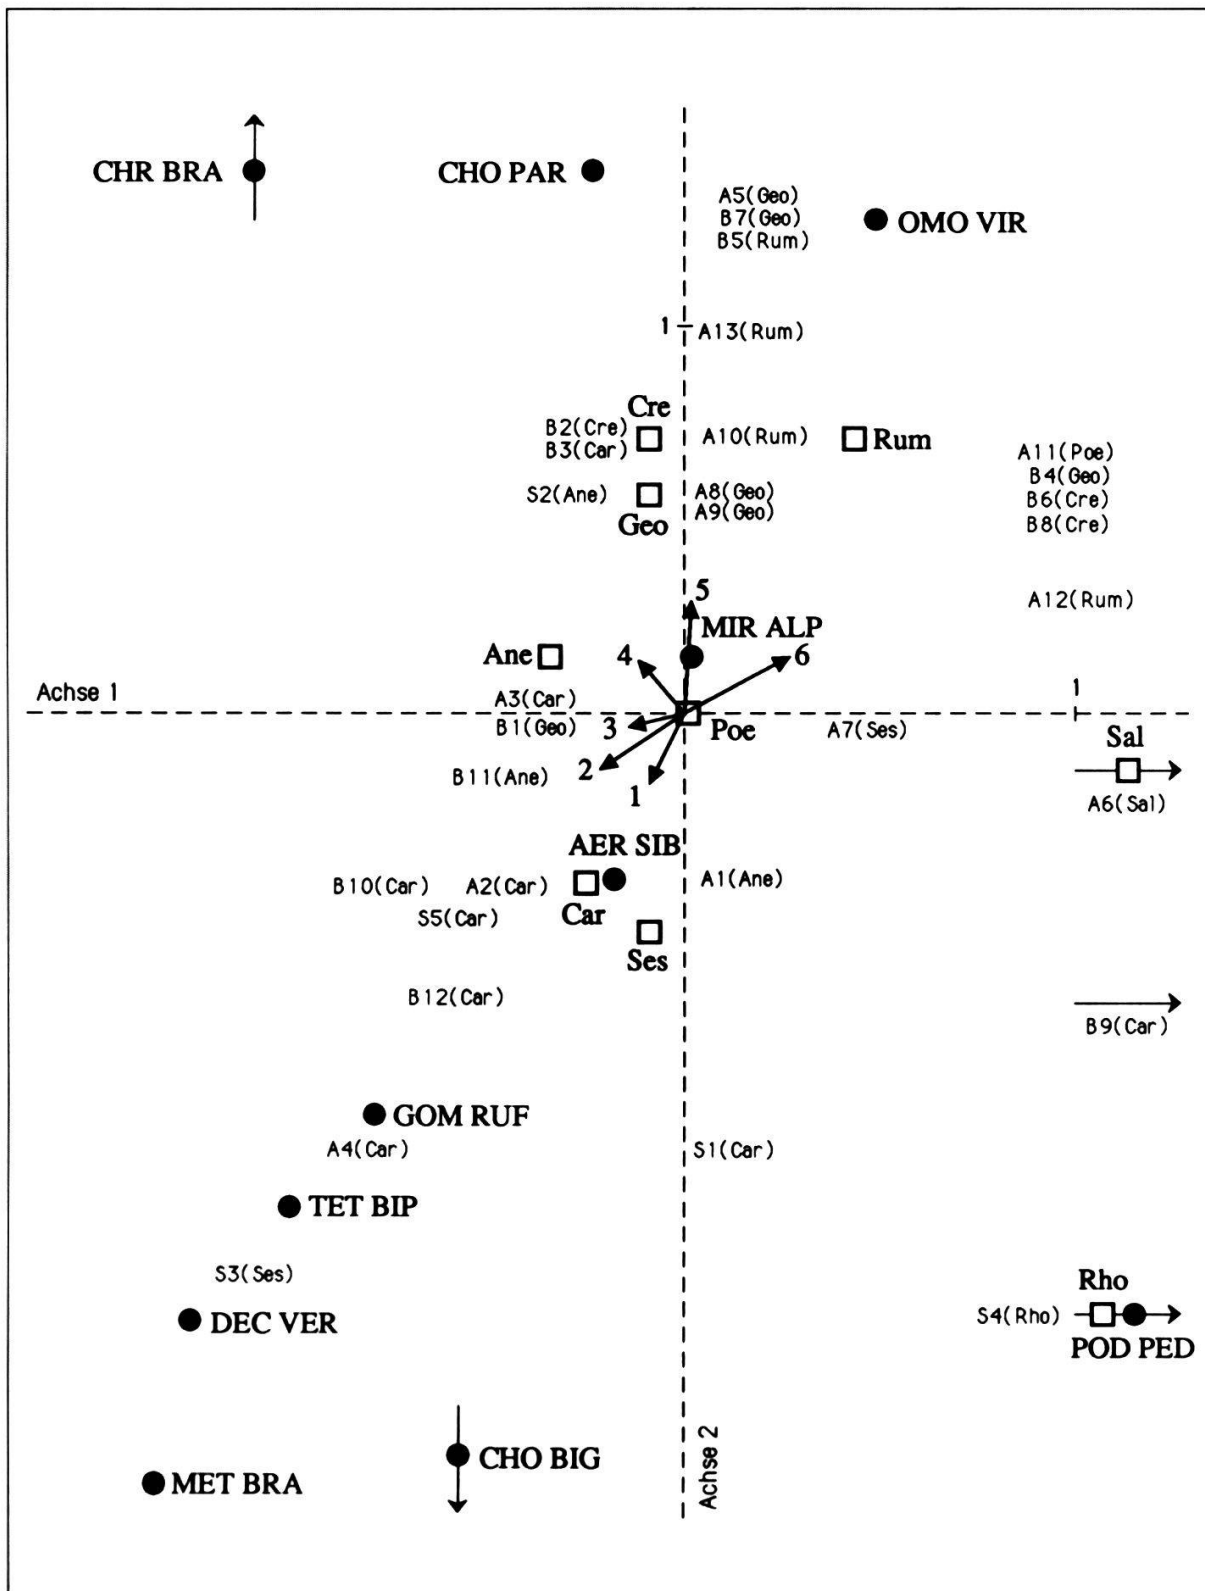 CHR BRA
CHO PAR
A5(Geo)
B7(Geo)
B5(Rum)
OMO VIR
1
A13(Rum)
Cre
B2(Cre)
B3(Car)
A10(Rum)
Rum
A11(Poe)
B4(Geo)
B6(Cre)
B8(Cre)
S2(Ane)
A8(Geo)
A9(Geo)
Geo
5
A12(Rum)
MIR ALP
Ane
4
6
Achse 1
A3(Car)
1
B1(Geo)
3
Poe
A7(Ses)
Sal
B11(Ane)
2
1
A6(Sal)
AER SIB
B10(Car)
A2(Car)
A1(Ane)
S5(Car)
Car
Ses
B12(Car)
B9(Car)
GOM RUF
A4(Car)
S1(Car)
TET BIP
S3(Ses)
Rho
DEC VER
S4(Rho)
POD PED
Achse 2
CHO BIG
MET BRA